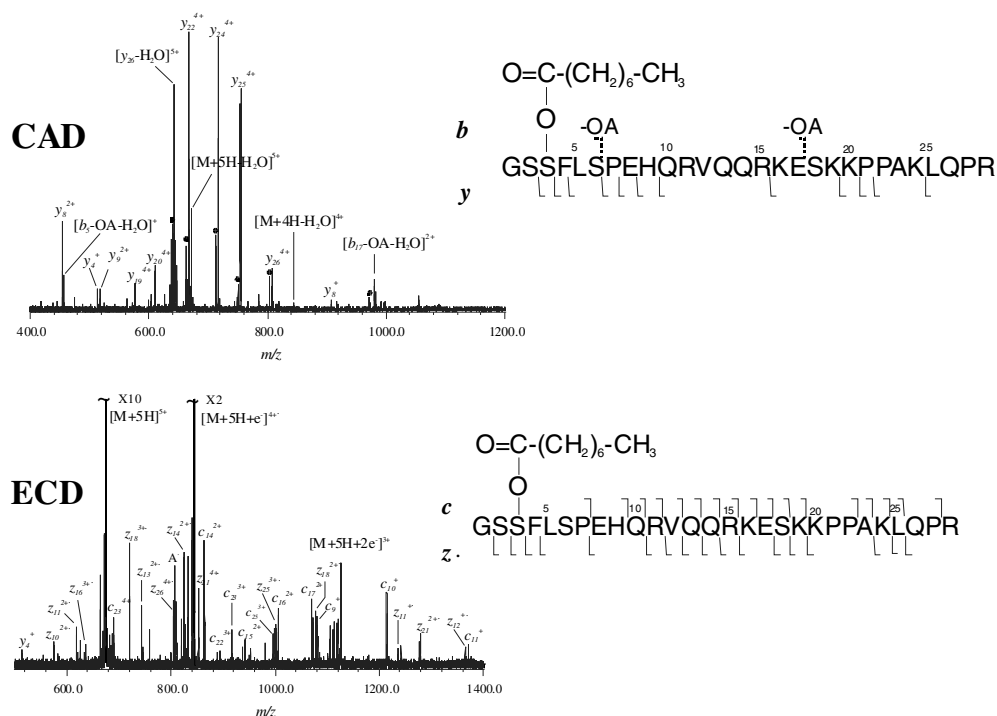 CAD
[y26-H2O]5+
y22 4+
y24 4+
y25 4+
[M+5H-H2O]5+
y8 2+
[b5-OA-H2O]+
y4 +
y9 2+
y19 4+
y20 4+
[M+4H-H2O]4+
y26 4+
y8 +
[b17-OA-H2O]2+
400.0 600.0 800.0 1000.0 1200.0
m/z
O=C-(CH2)6-CH3
O
-OA -OA
b
5 10 15 20 25
GSSFLSPEHQRVQQRKESKKPPAKLQPR
y
ECD
X10
[M+5H]5+
X2
[M+5H+e-]4+·
y4 +
z10 2+·
z11 2+·
z16 3+·
c23 4+
z18 3+·
z13 2+·
z26 4+·
A
z14 2+·
c14 2+
c22 3+
c15 2+
c25 3+
z25 3+·
c16 2+
[M+5H+2e-]3+
c17 2+
z18 2+·
c9 +
c10 +
z11 +·
z21 2+·
z12 +·
c11 +
600.0 800.0 1000.0 1200.0 1400.0
m/z
O=C-(CH2)6-CH3
O
c
5 10 15 20 25
GSSFLSPEHQRVQQRKESKKPPAKLQPR
z·